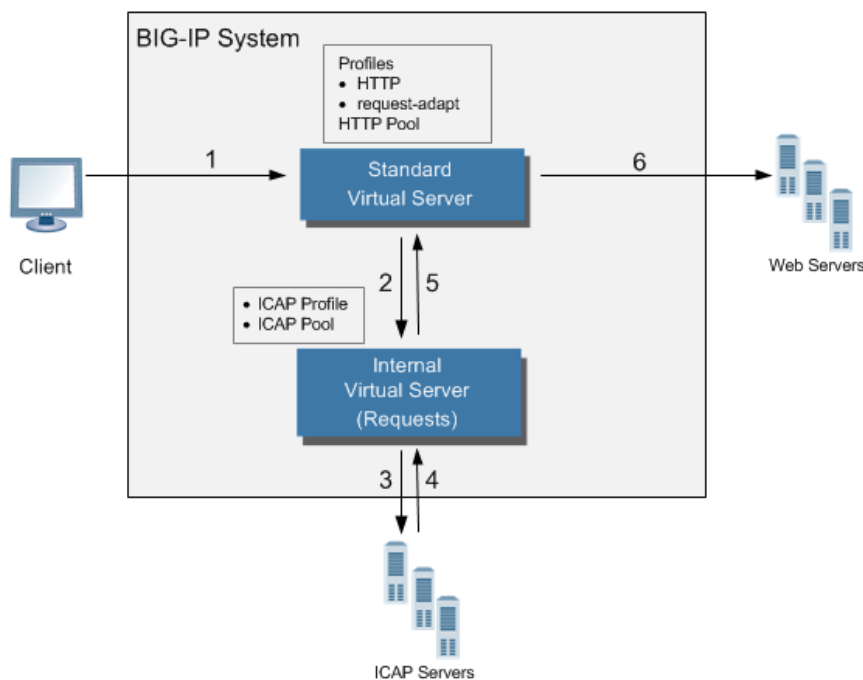 BIG-IP System
Profiles
• HTTP
• request-adapt
HTTP Pool
1
Standard
Virtual Server
6
Client
Web Servers
2
5
• ICAP Profile
• ICAP Pool
Internal
Virtual Server
(Requests)
3
4
ICAP Servers